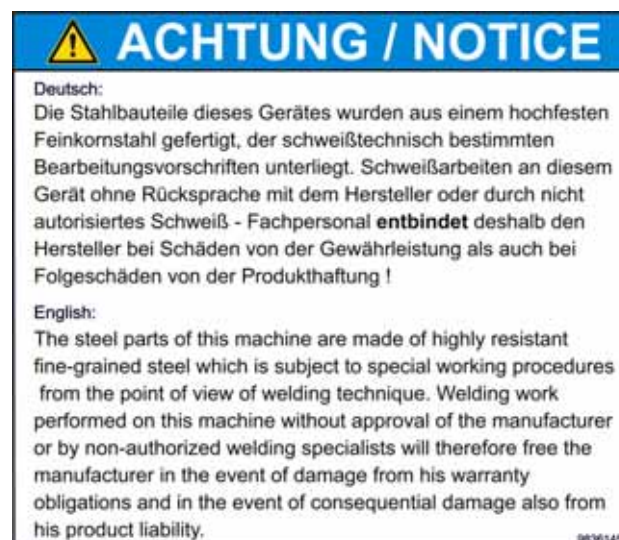 ACHTUNG / NOTICE
Deutsch:
Die Stahlbauteile dieses Gerätes wurden aus einem hochfesten
Feinkornstahl gefertigt, der schweißtechnisch bestimmten
Bearbeitungsvorschriften unterliegt. Schweißarbeiten an diesem
Gerät ohne Rücksprache mit dem Hersteller oder durch nicht
autorisiertes Schweiß - Fachpersonal entbindet deshalb den
Hersteller bei Schäden von der Gewährleistung als auch bei
Folgeschäden von der Produkthaftung !
English:
The steel parts of this machine are made of highly resistant
fine-grained steel which is subject to special working procedures
from the point of view of welding technique. Welding work
performed on this machine without approval of the manufacturer
or by non-authorized welding specialists will therefore free the
manufacturer in the event of damage from his warranty
obligations and in the event of consequential damage also from
his product liability.